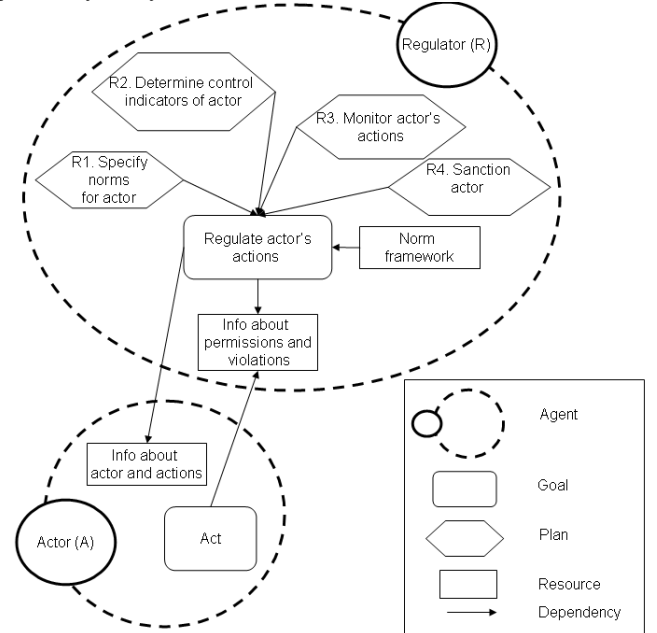 Regulator (R)
R2. Determine control
indicators of actor
R3. Monitor actor's
actions
R1. Specify
norms
for actor
R4. Sanction
actor
Regulate actor's
actions
Norm
framework
Info about
permissions and
violations
Info about
actor and actions
Actor (A)
Act
Agent
Goal
Plan
Resource
Dependency